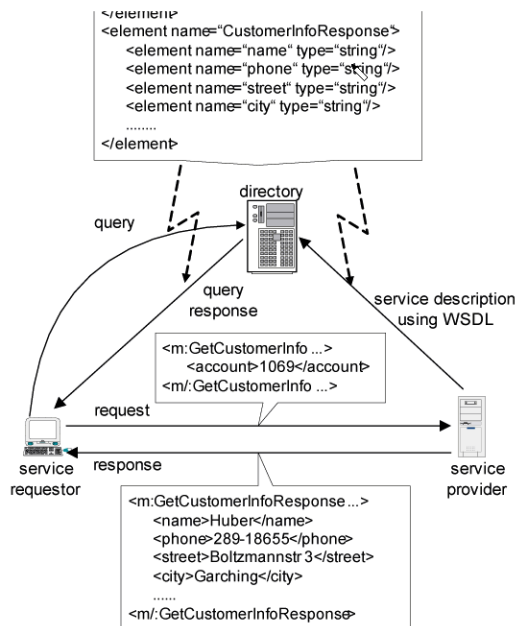 </element>
<element name="CustomerInfoResponse">
<element name="name" type="string"/>
<element name="phone" type="string"/>
<element name="street" type="string"/>
<element name="city" type="string"/>
........
</element>
directory
query
query
response
service description
using WSDL
<m:GetCustomerInfo ...>
<account>1069</account>
<m/:GetCustomerInfo ...>
request
response
service
requestor
service
provider
<m:GetCustomerInfoResponse ...>
<name>Huber</name>
<phone>289-18655</phone>
<street>Boltzmannstr 3</street>
<city>Garching</city>
......
<m/:GetCustomerInfoResponse>